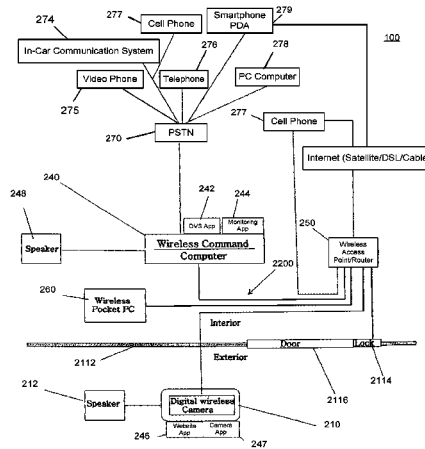 274
277
Cell Phone
Smartphone
PDA
279
100
In-Car Communication System
276
278
Video Phone
Telephone
PC Computer
275
277
270
PSTN
Cell Phone
Internet (Satellite/DSL/Cable
240
242
244
250
248
DVS App
Monitoring
App
Speaker
Wireless Command
Computer
Wireless
Access
Point/Router
260
2200
Wireless
Pocket PC
Interior
Door
Lock
Exterior
2112
2116
2114
212
Speaker
Digital wireless
Camera
210
Website
App
Camera
App
246
247